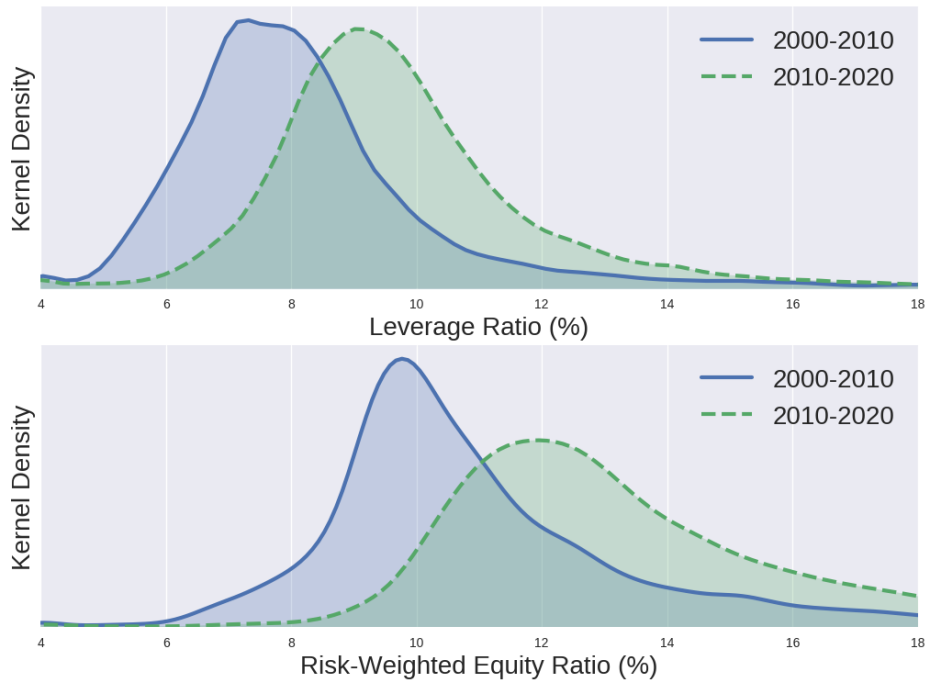 Kernel Density
2000-2010
2010-2020
4 6 8 10 12 14 16 18
Leverage Ratio (%)
Kernel Density
2000-2010
2010-2020
4 6 8 10 12 14 16 18
Risk-Weighted Equity Ratio (%)